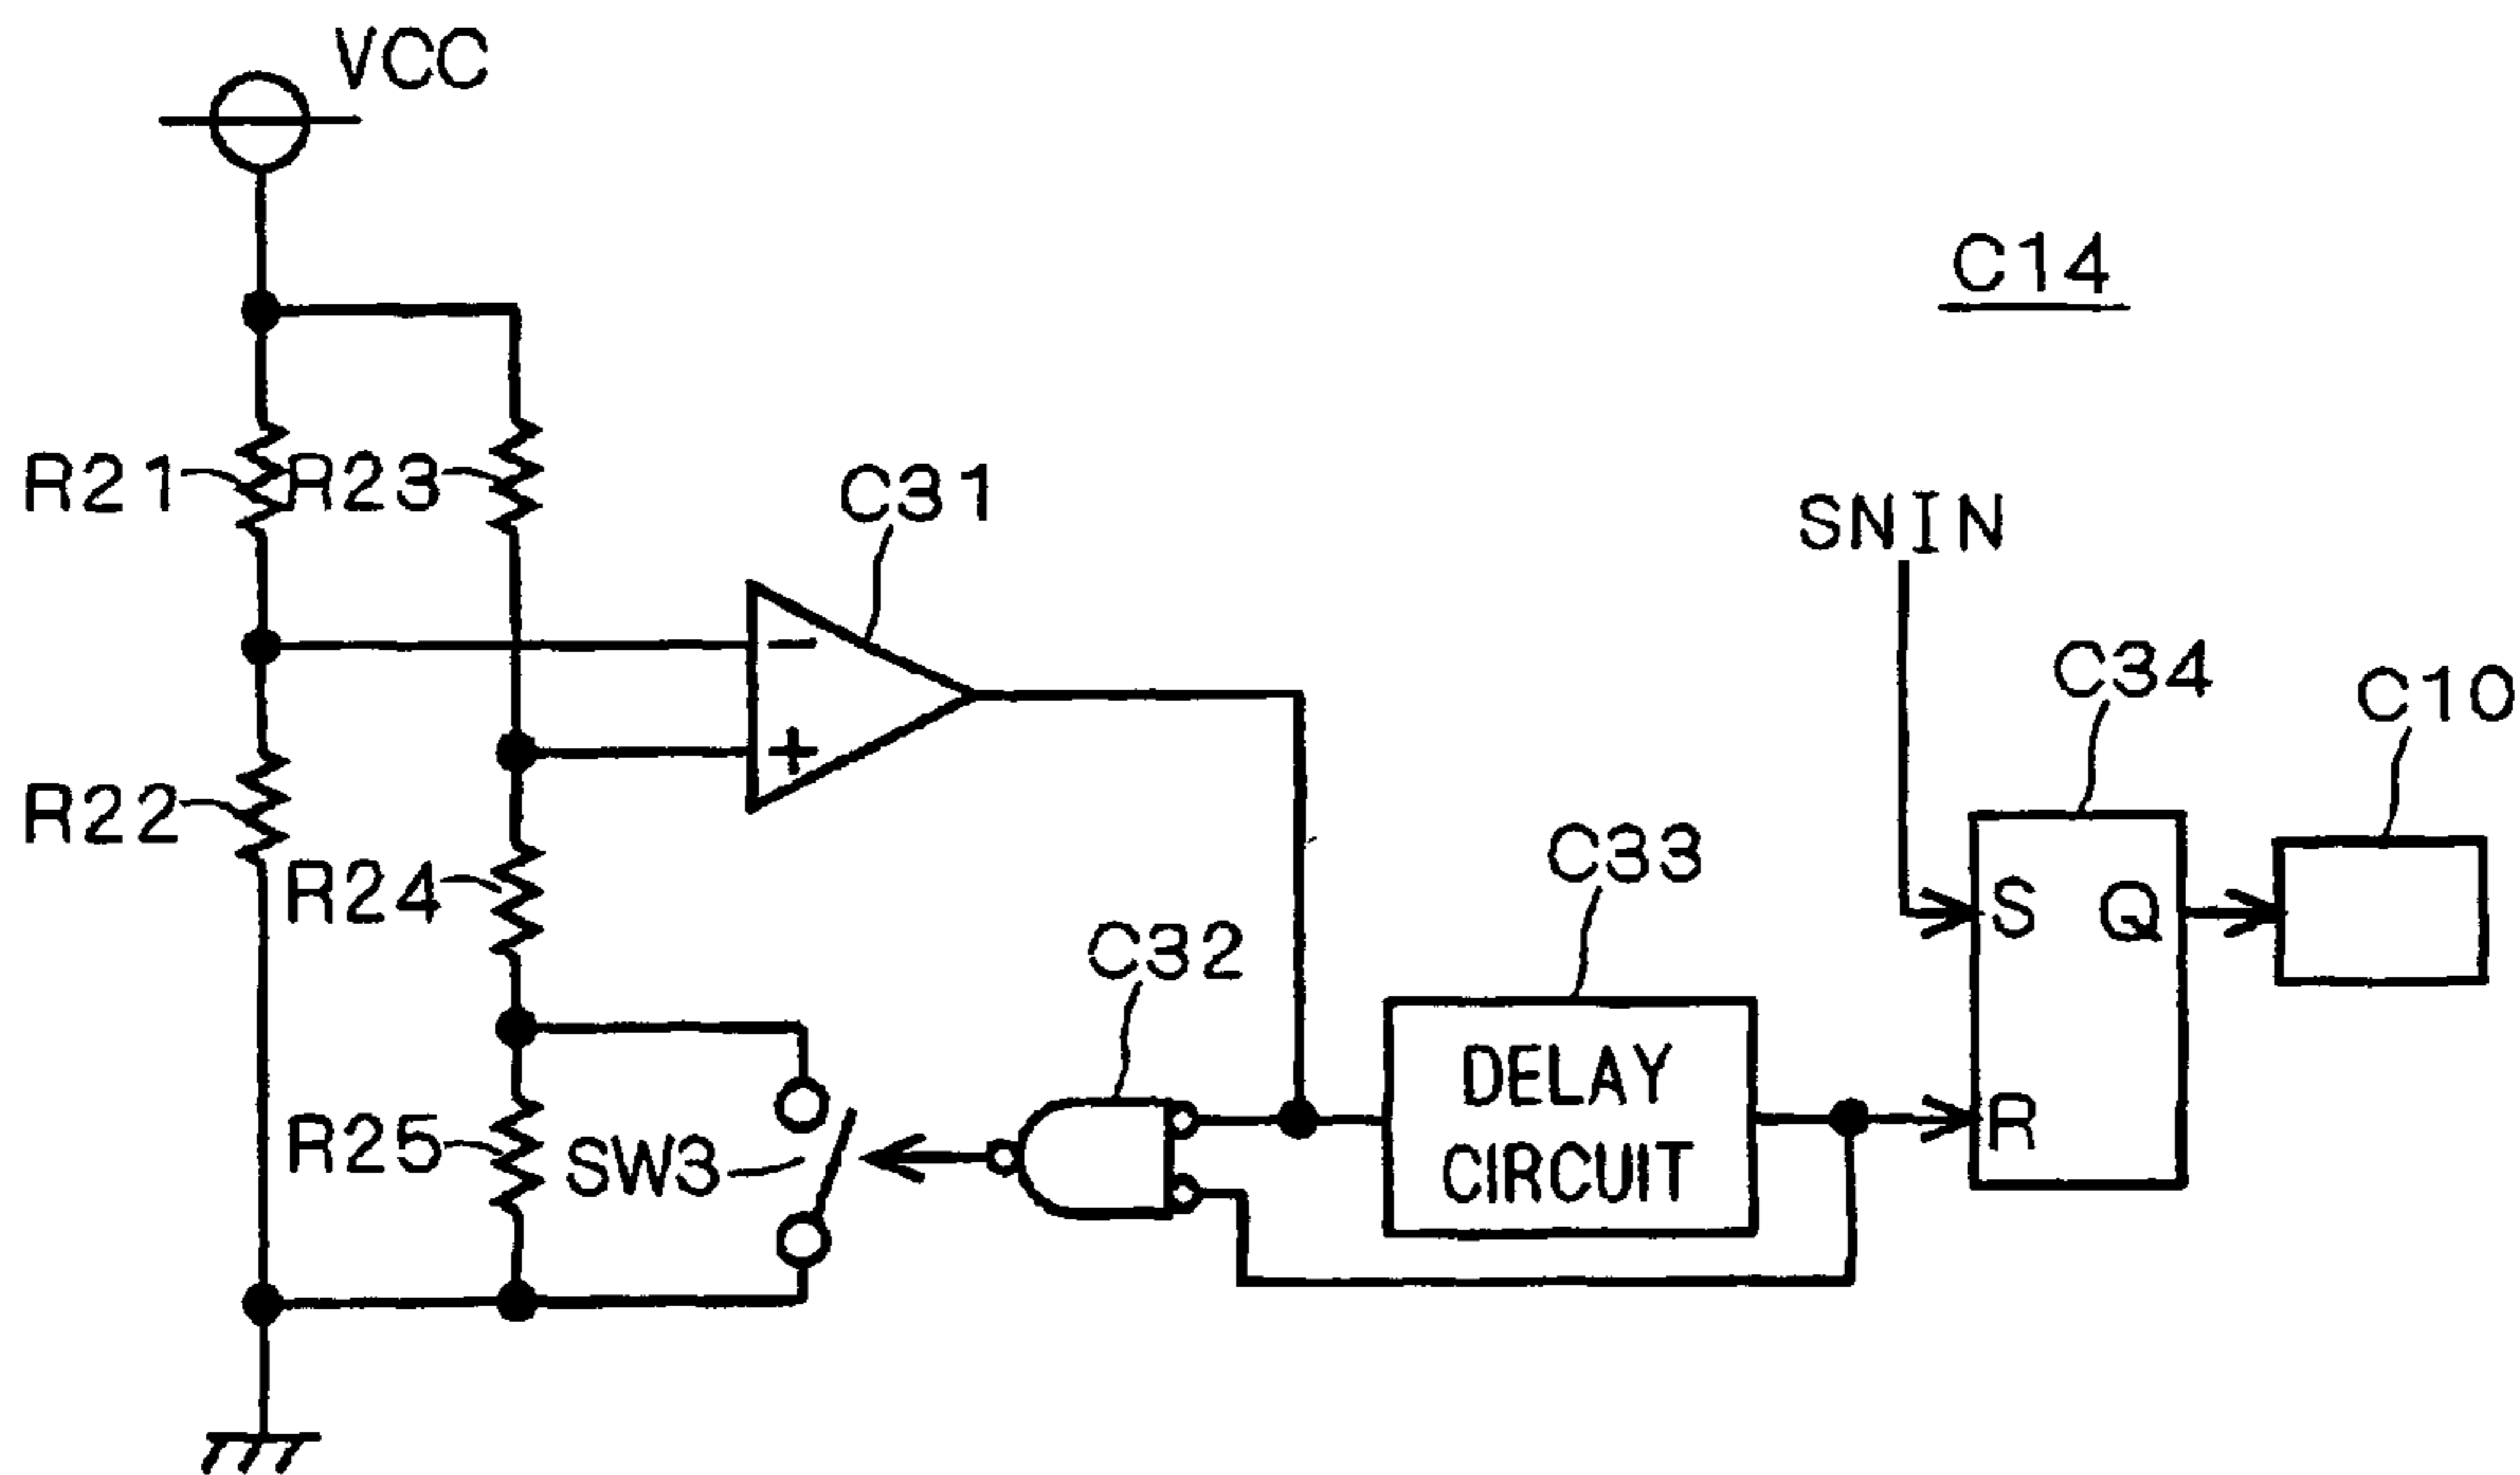 VCC
C14
R21
R23
C31
SNIN
C34
C10
-
+
R22
R24
C33
S
Q
C32
DELAY
CIRCUIT
R
R25
SW3